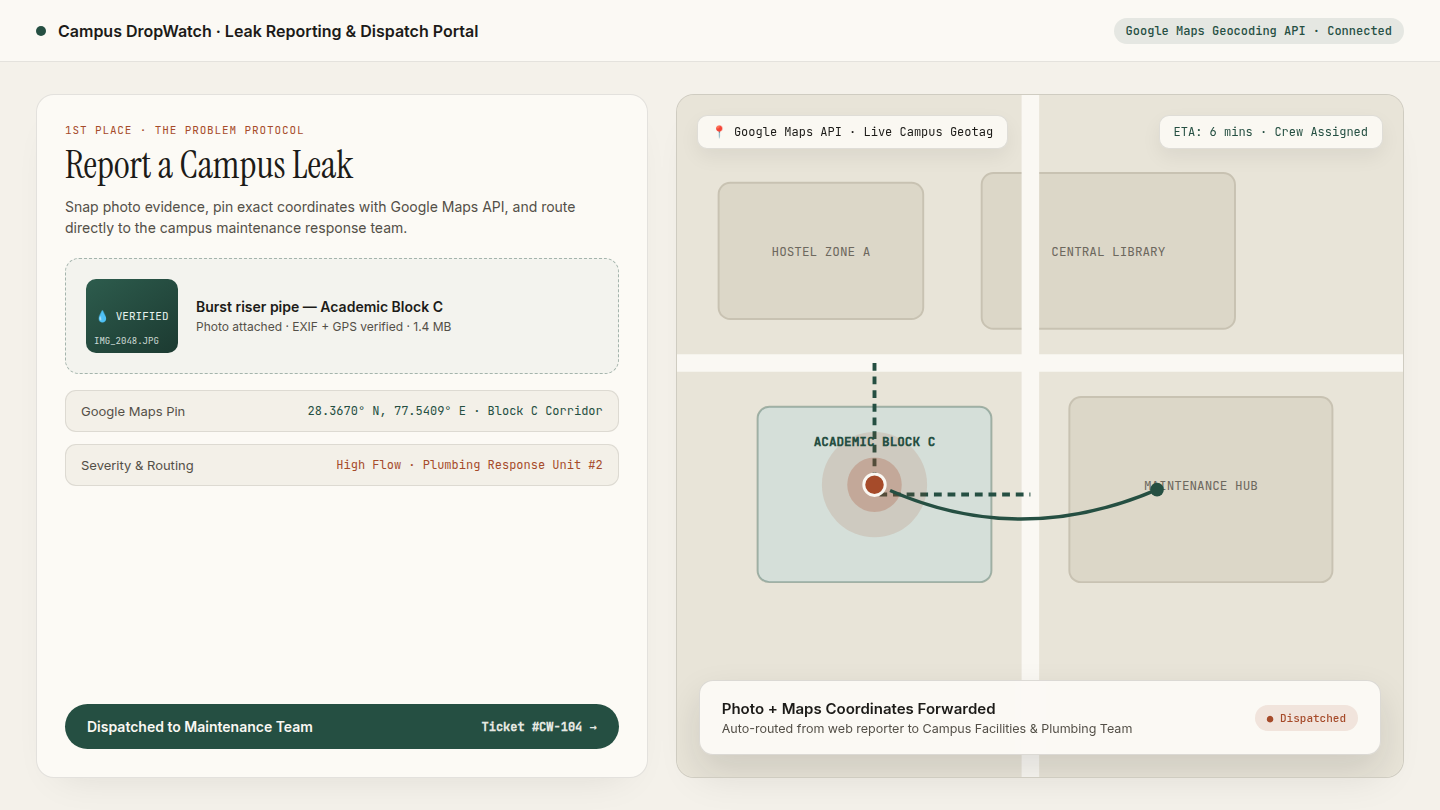 Campus DropWatch · Leak Reporting & Dispatch Portal
Google Maps Geocoding API · Connected
1ST PLACE · THE PROBLEM PROTOCOL
Report a Campus Leak
Snap photo evidence, pin exact coordinates with Google Maps API, and route
directly to the campus maintenance response team.
💧 VERIFIED
IMG_2048.JPG
Burst riser pipe — Academic Block C
Photo attached · EXIF + GPS verified · 1.4 MB
Google Maps Pin
28.3670° N, 77.5409° E · Block C Corridor
Severity & Routing
High Flow · Plumbing Response Unit #2
Dispatched to Maintenance Team
Ticket #CW-104 →
📍 Google Maps API · Live Campus Geotag
ETA: 6 mins · Crew Assigned
HOSTEL ZONE A
CENTRAL LIBRARY
ACADEMIC BLOCK C
MAINTENANCE HUB
Photo + Maps Coordinates Forwarded
Auto-routed from web reporter to Campus Facilities & Plumbing Team
● Dispatched